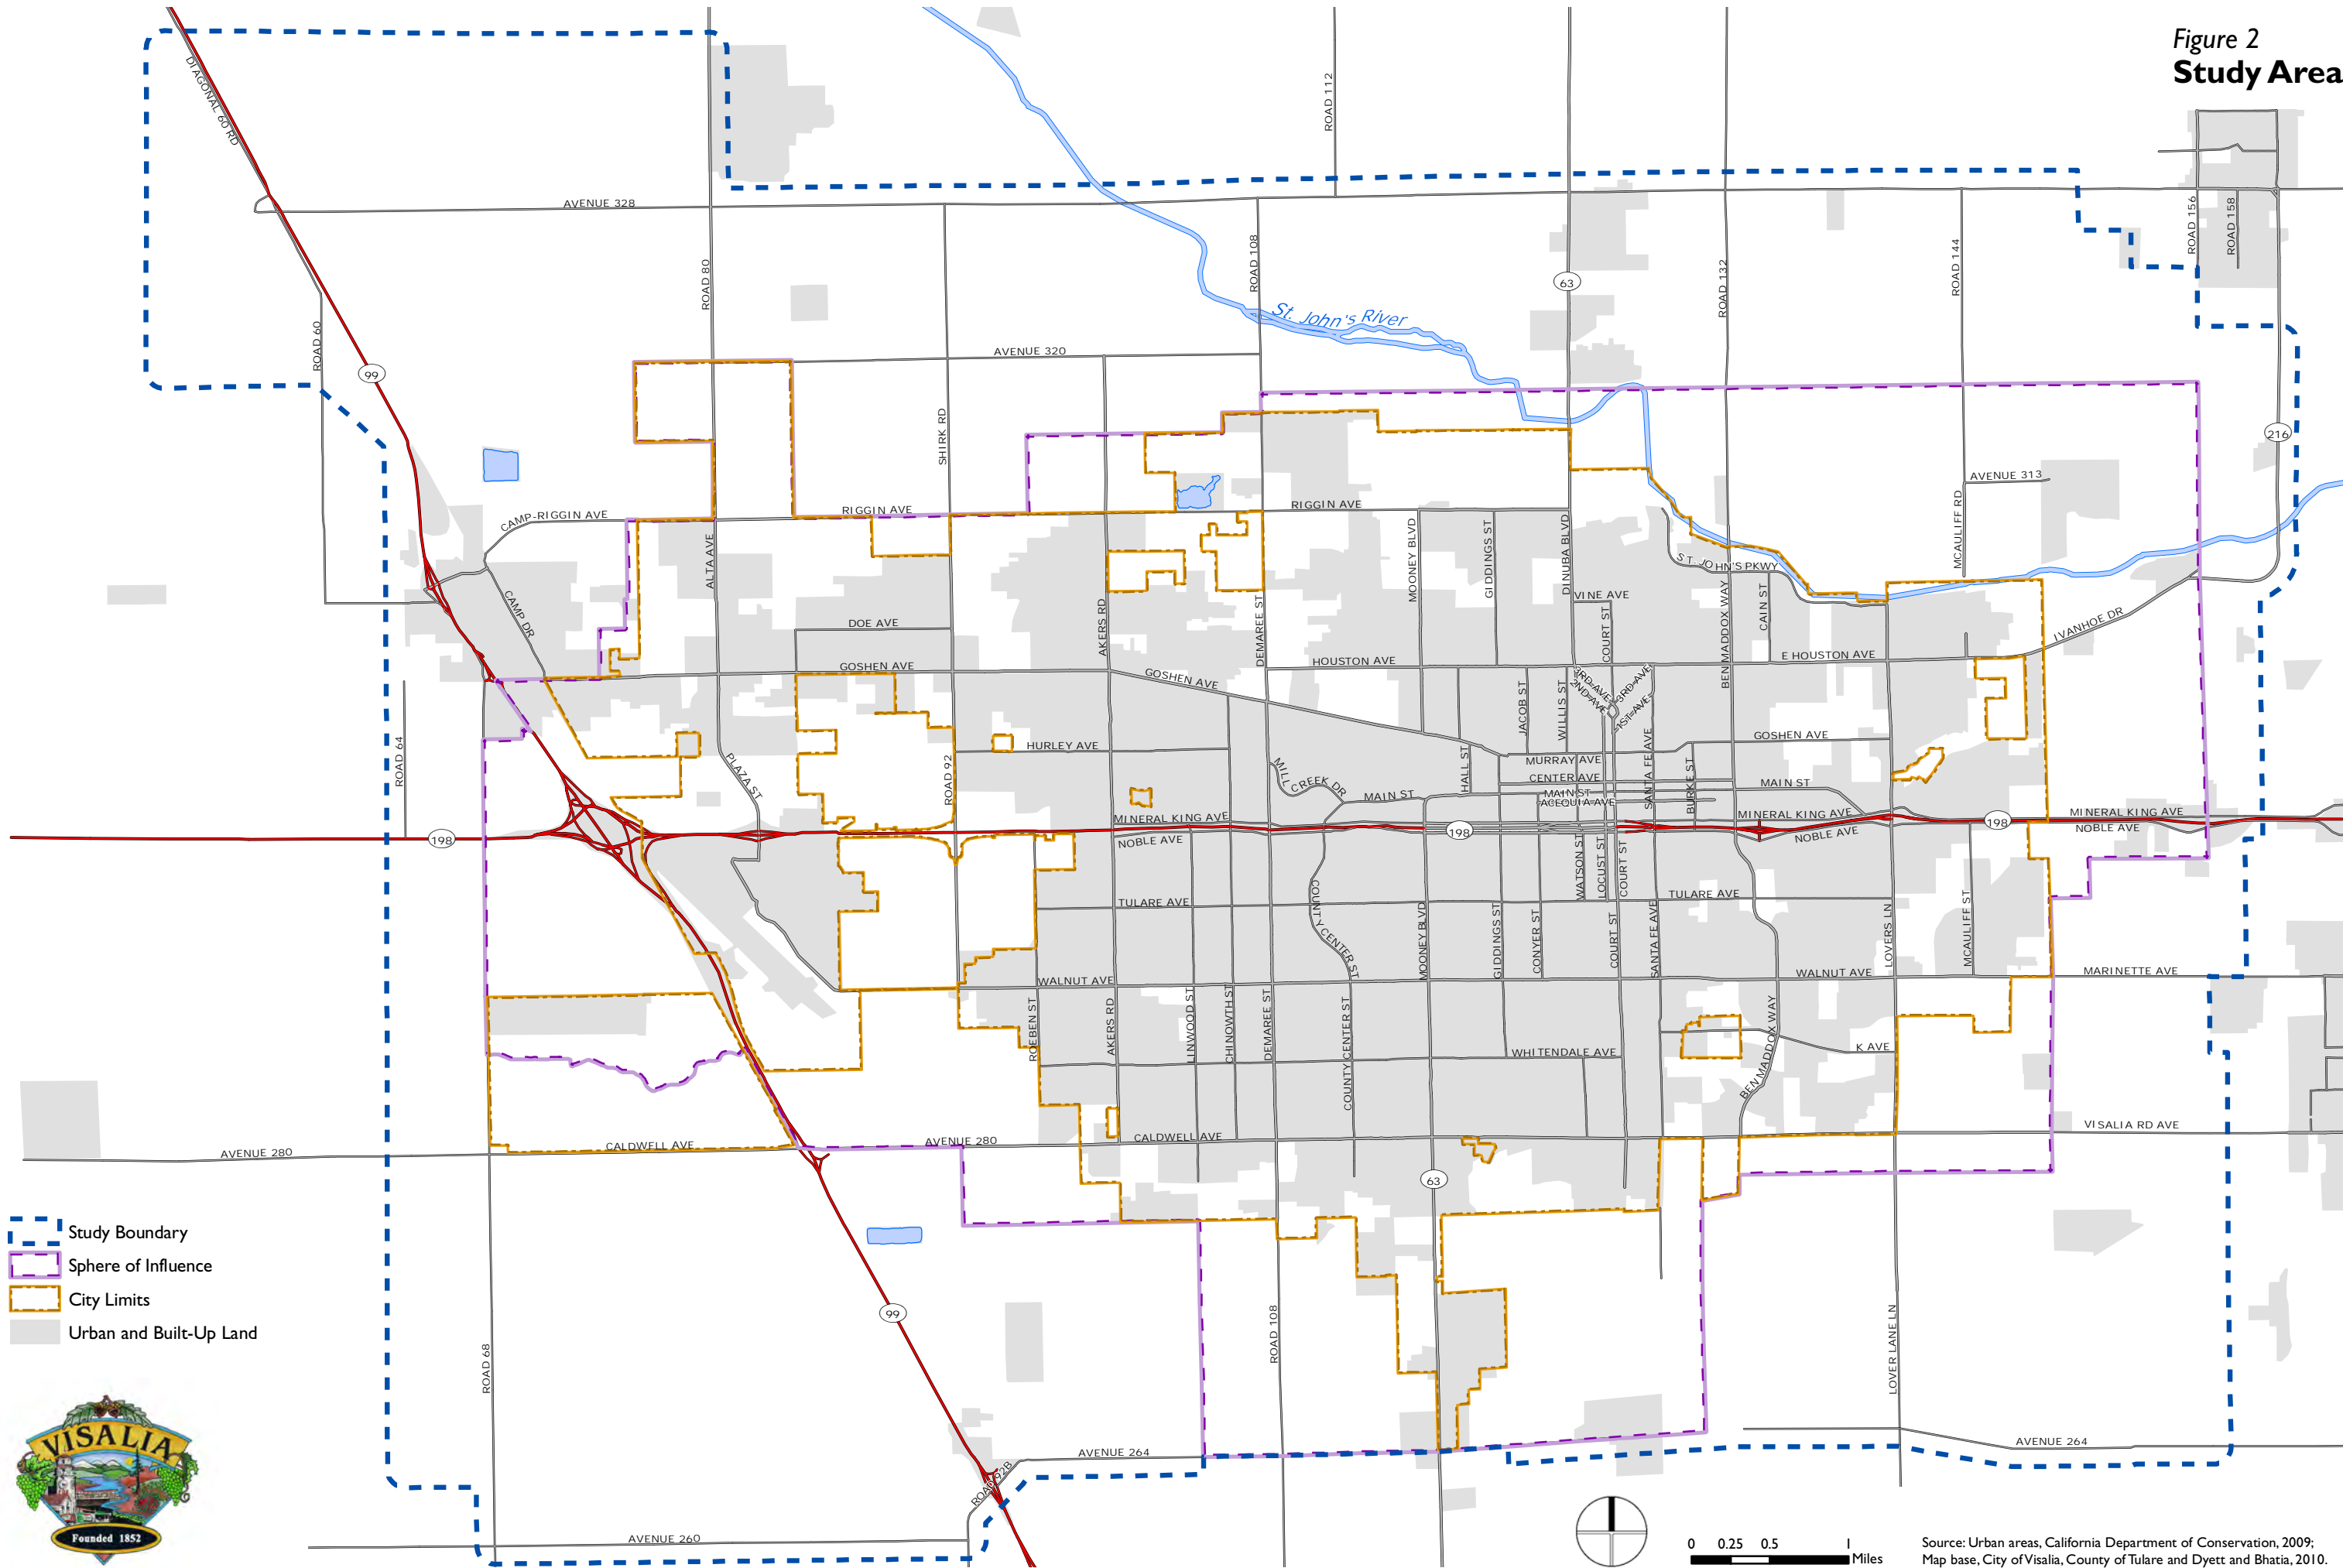 Figure 2
Study Area
DIAGONAL 60 RD
ROAD 112
AVENUE 328
ROAD 80
ROAD 108
63
ROAD 132
ROAD 144
ROAD 156
ROAD 158
St. John's River
ROAD 60
99
AVENUE 320
SHIRK RD
216
AVENUE 313
CAMP-RIGGIN AVE
RIGGIN AVE
RIGGIN AVE
MOONEY BLVD
GIDDINGS ST
DINUBA BLVD
MCAULIFF RD
ALTA AVE
ST. JOHN'S PKWY
CAMP DR
AKERS RD
DEMAREE ST
VINE AVE
COURT ST
BEN MADDOX WAY
CAIN ST
IVANHOE DR
DOE AVE
GOSHEN AVE
GOSHEN AVE
HOUSTON AVE
E HOUSTON AVE
3RD AVE
2ND AVE
3RD AVE
1ST AVE
JACOB ST
WILLIS ST
SANTA FE AVE
ROAD 64
PLAZA ST
ROAD 92
HURLEY AVE
GOSHEN AVE
HALL ST
MURRAY AVE
CENTER AVE
BURKE ST
MILL CREEK DR
MAIN ST
MAIN ST
MAIN ST
ACEQUIA AVE
198
MINERAL KING AVE
NOBLE AVE
198
MINERAL KING AVE
NOBLE AVE
198
MINERAL KING AVE
NOBLE AVE
WATSON ST
LOCUST ST
COURT ST
TULARE AVE
TULARE AVE
COUNTY CENTER ST
MOONEY BLVD
GIDDINGS ST
CONYER ST
COURT ST
SANTA FE AVE
LOVERS LN
MCAULIFF ST
WALNUT AVE
WALNUT AVE
MARINETTE AVE
ROEBEN ST
AKERS RD
LINWOOD ST
CHINOWTH ST
DEMAREE ST
COUNTY CENTER ST
WHITENDALE AVE
BEN MADDOX WAY
K AVE
AVENUE 280
CALDWELL AVE
AVENUE 280
CALDWELL AVE
VISALIA RD AVE
63
Study Boundary
Sphere of Influence
City Limits
Urban and Built-Up Land
99
ROAD 68
ROAD 108
LOVER LANE LN
VISALIA
Founded 1852
AVENUE 264
AVENUE 264
ROAD 92B
AVENUE 260
0 0.25 0.5 1
Miles
Source: Urban areas, California Department of Conservation, 2009;
Map base, City of Visalia, County of Tulare and Dyett and Bhatia, 2010.